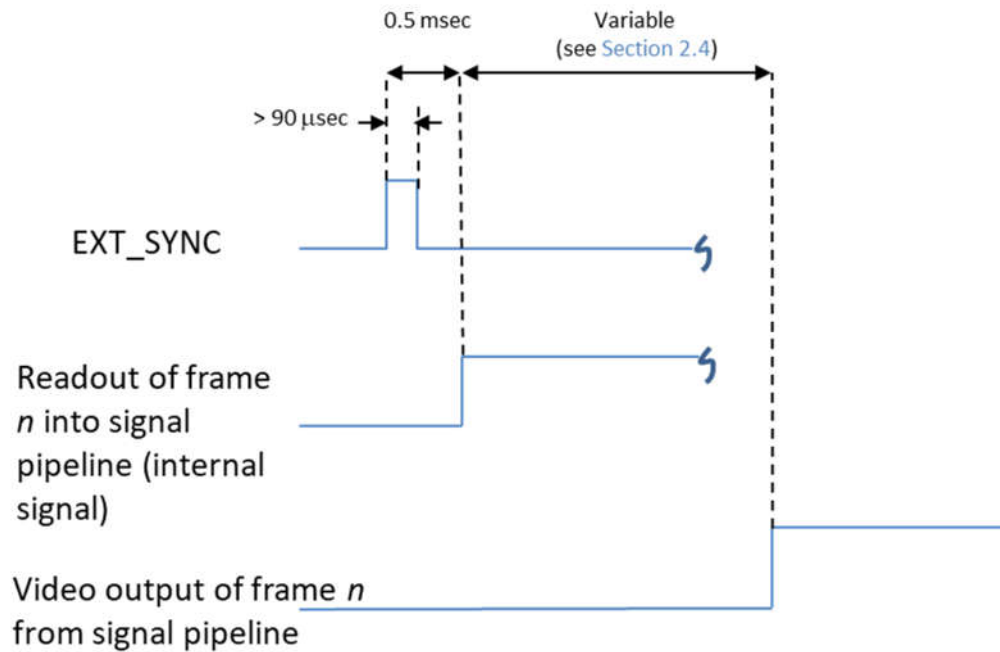 0.5 msec
Variable
(see Section 2.4)
> 90 μsec
EXT_SYNC
Readout of frame
n into signal
pipeline (internal
signal)
Video output of frame n
from signal pipeline